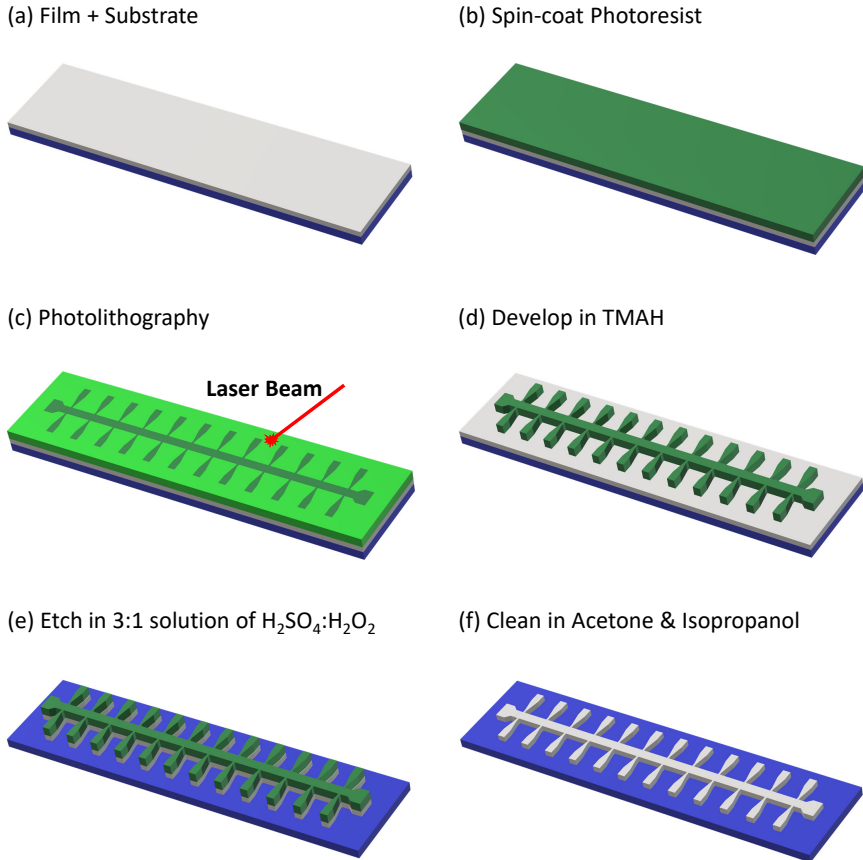 (a) Film + Substrate
(b) Spin-coat Photoresist
(c) Photolithography
(d) Develop in TMAH
Laser Beam
(e) Etch in 3:1 solution of H₂SO₄:H₂O₂
(f) Clean in Acetone & Isopropanol